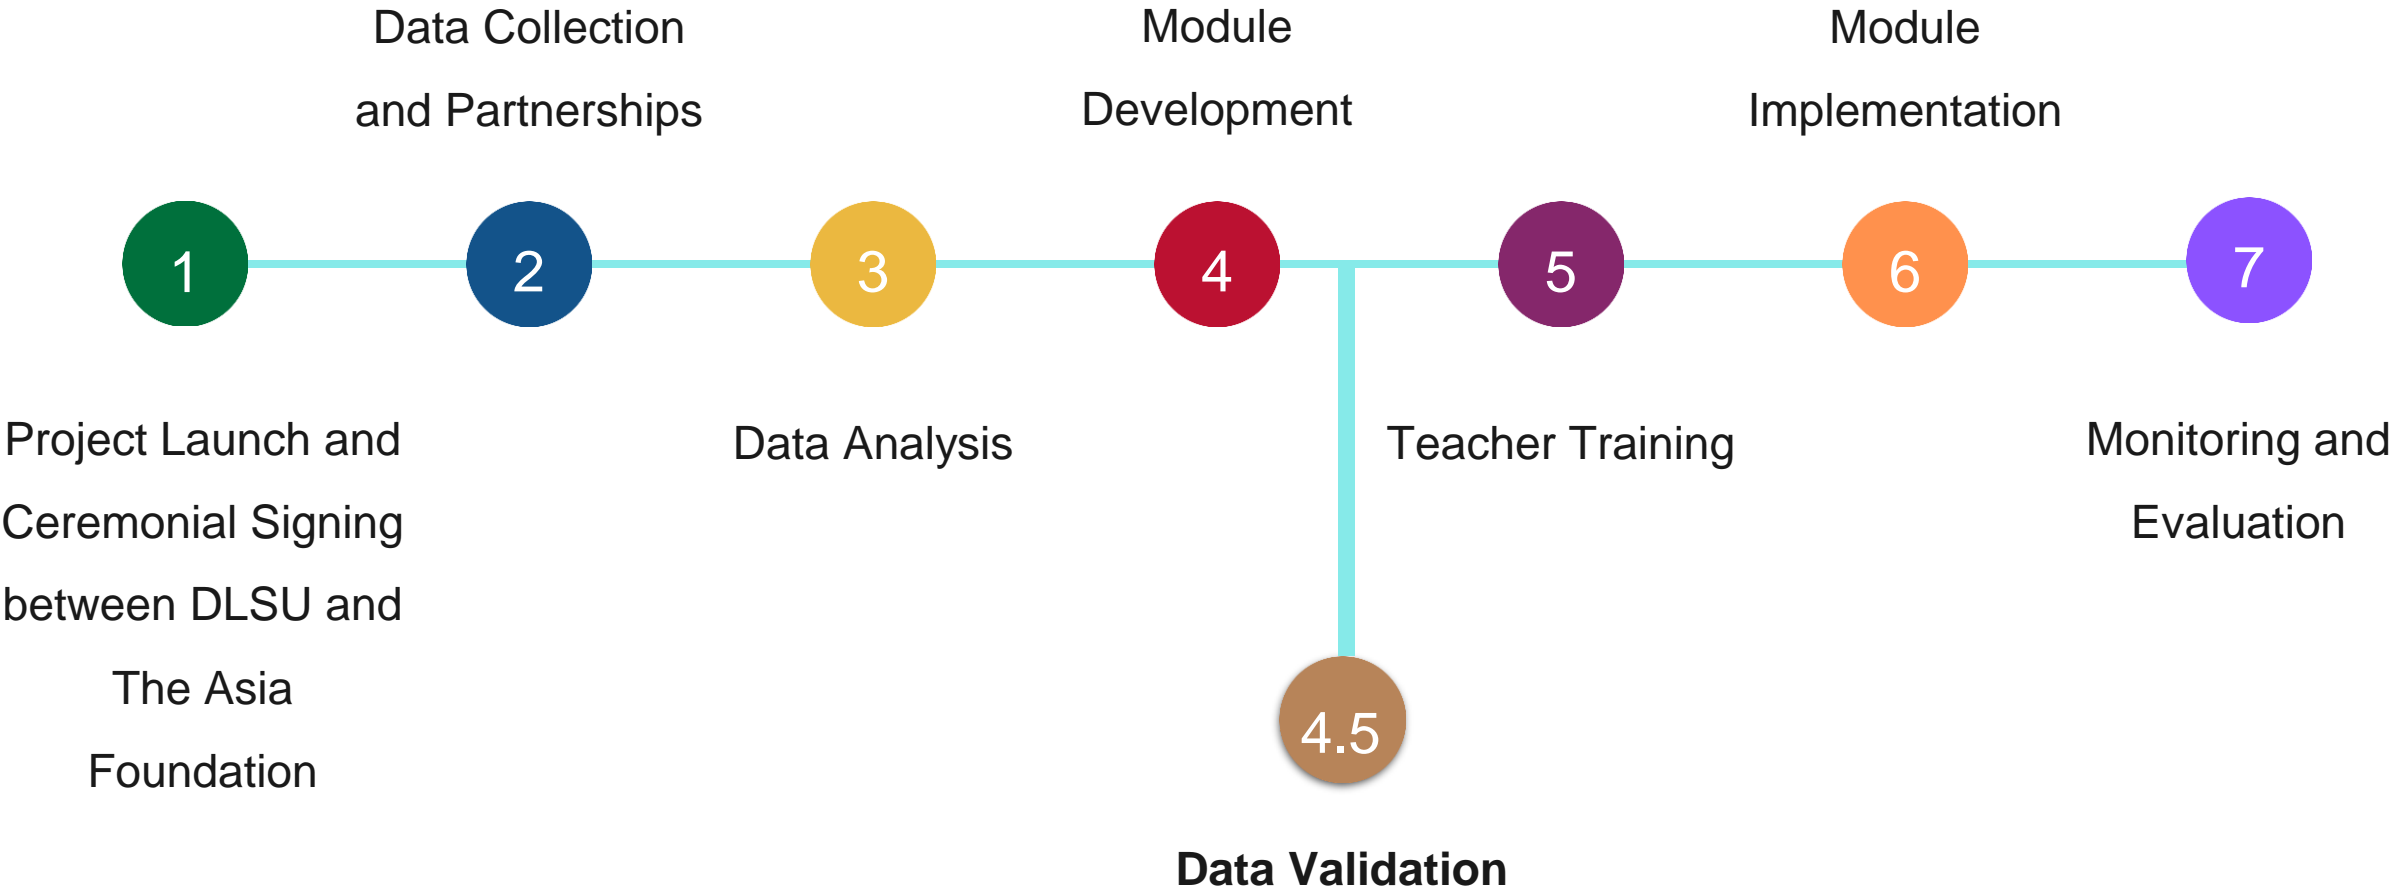 Data Collection
and Partnerships
Module
Development
Module
Implementation
1
2
3
4
5
6
7
Project Launch and
Ceremonial Signing
between DLSU and
The Asia
Foundation
Data Analysis
Teacher Training
Monitoring and
Evaluation
4.5
Data Validation